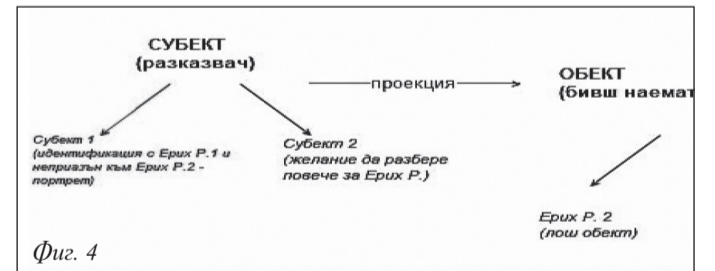 СУБЕКТ
(разказвач)
проекция
ОБЕКТ
(бивш наемат
Субект 1
(идентификация с Ерих Р.1 и
неприязън към Ерих Р.2 -
портрет)
Субект 2
(желание да разбере
повече за Ерих Р.)
Ерих Р. 2
(лош обект)
Фиг. 4